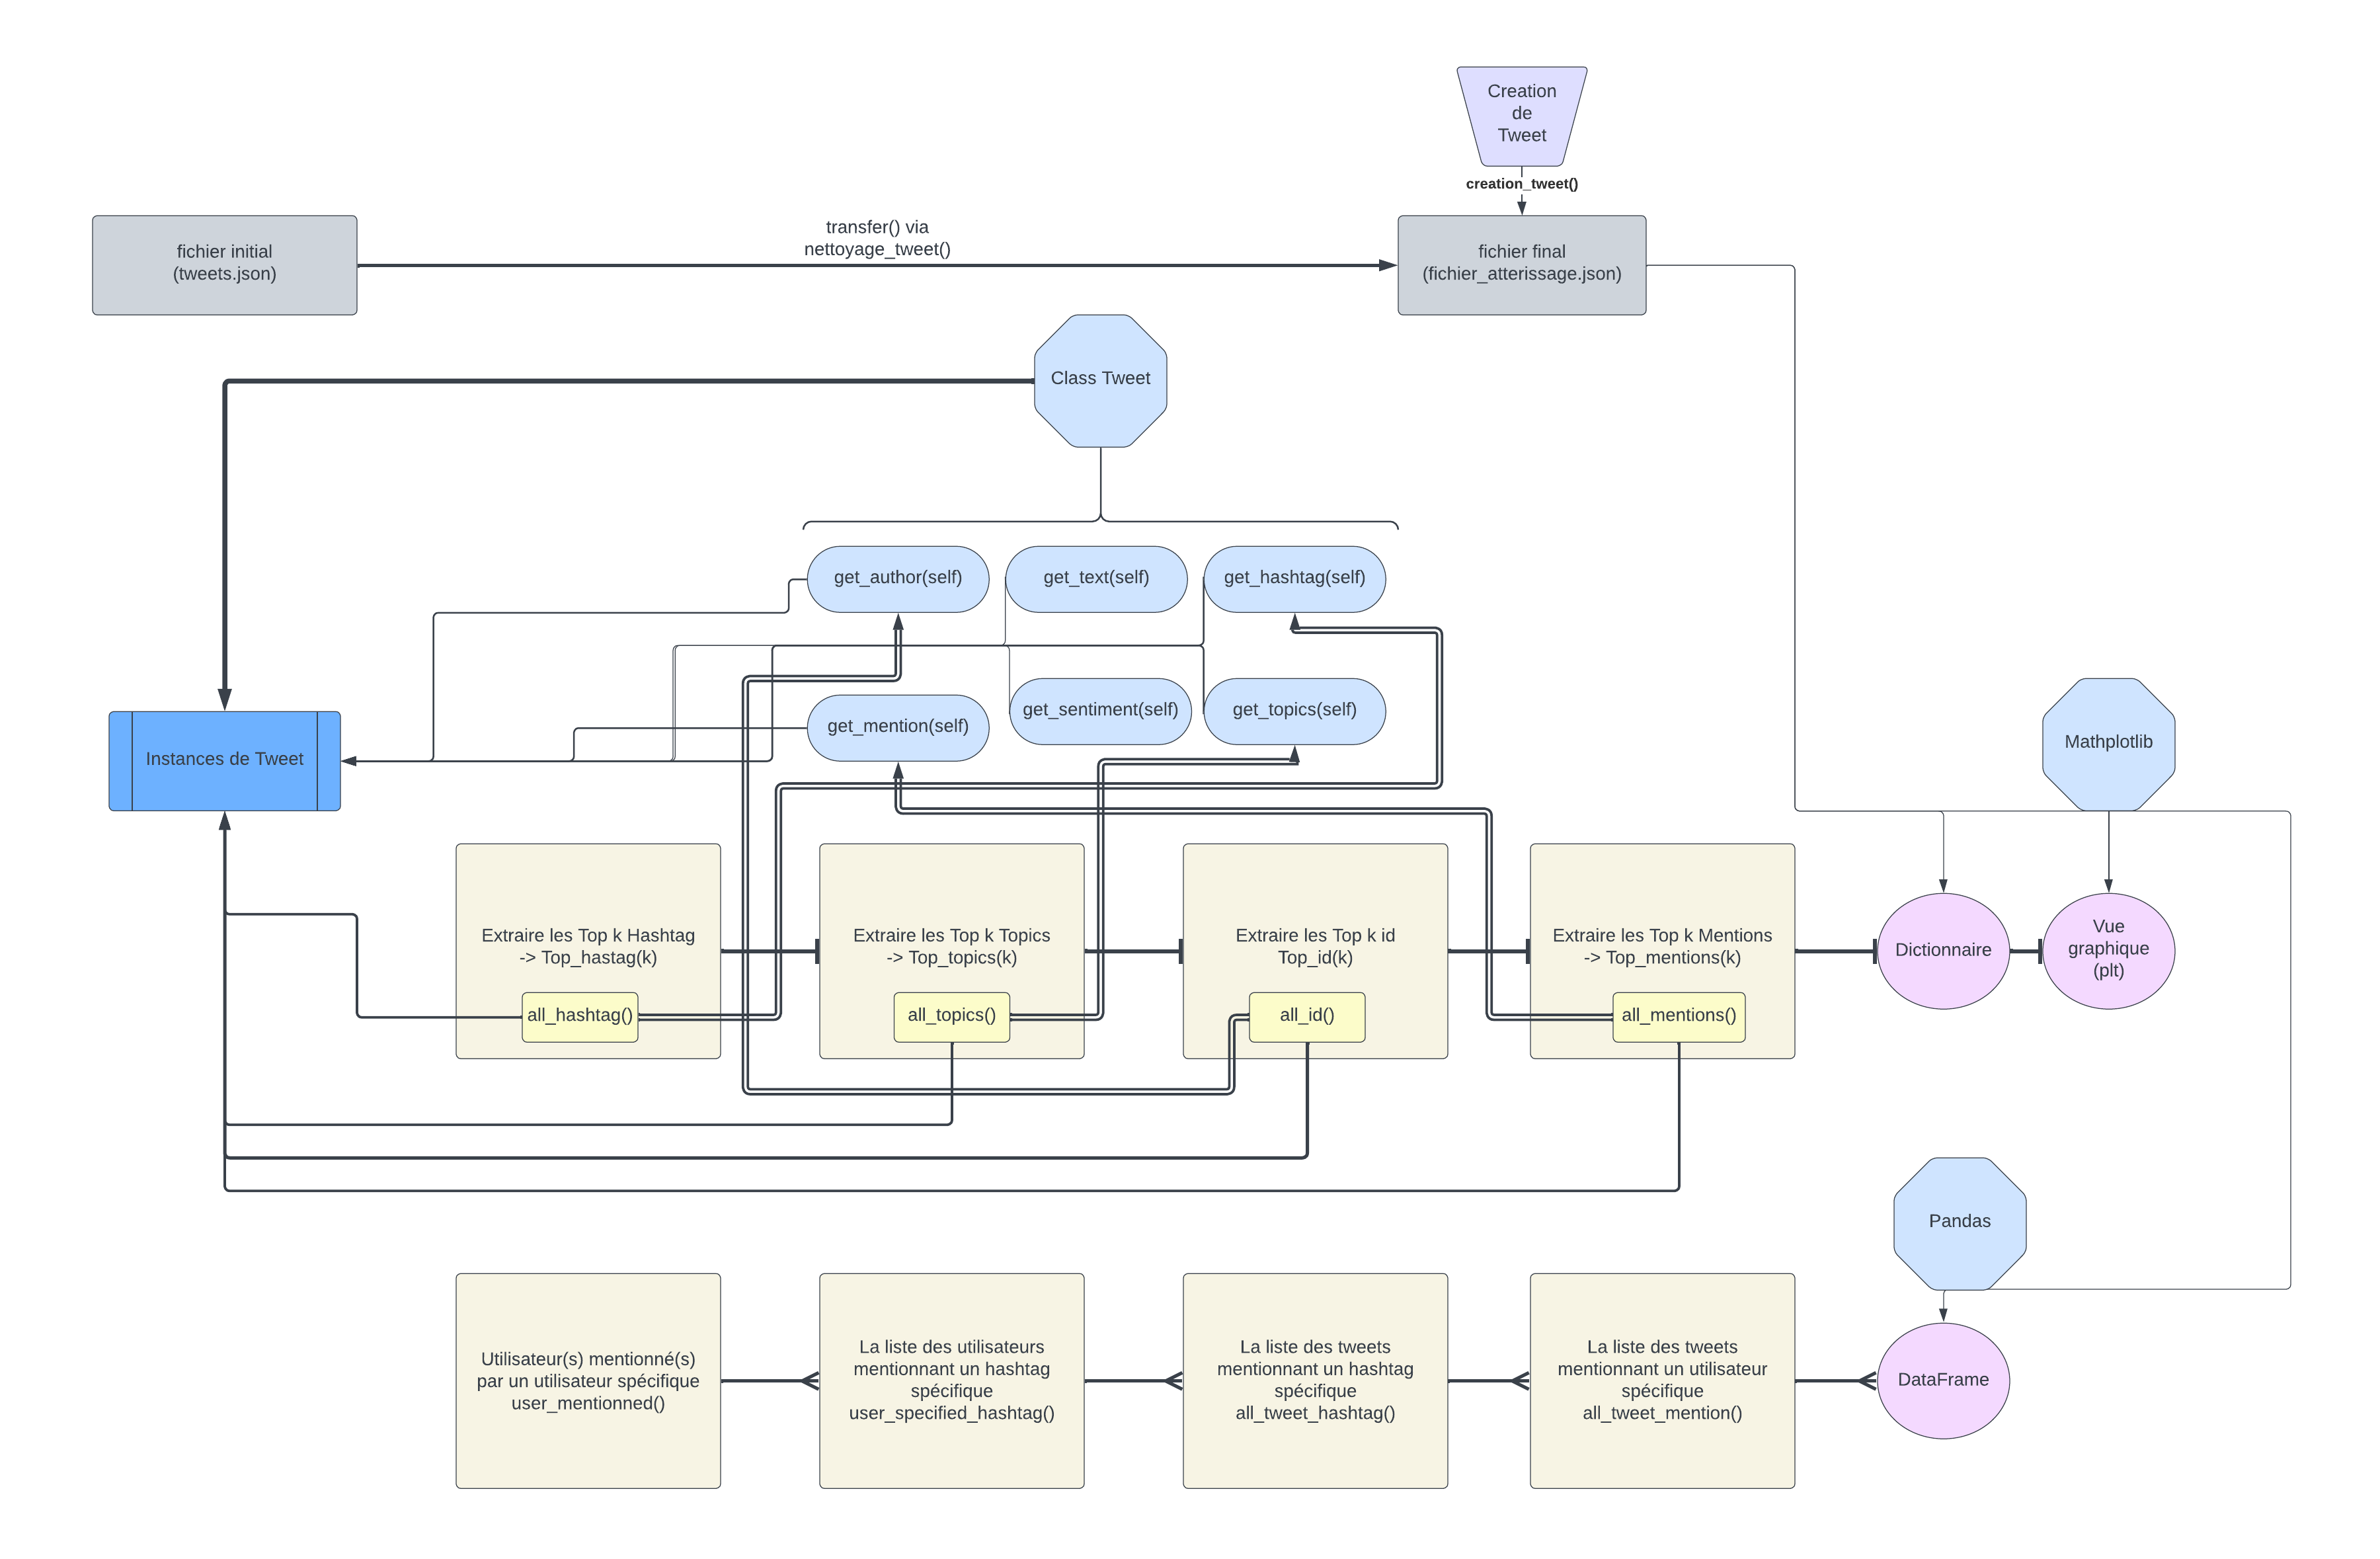 Creation
de
Tweet
creation_tweet()
fichier initial
(tweets.json)
transfer() via
nettoyage_tweet()
fichier final
(fichier_atterissage.json)
Class Tweet
get_author(self)
get_text(self)
get_hashtag(self)
get_mention(self)
get_sentiment(self)
get_topics(self)
Instances de Tweet
Mathplotlib
Extraire les Top k Hashtag
-> Top_hastag(k)
all_hashtag()
Extraire les Top k Topics
-> Top_topics(k)
all_topics()
Extraire les Top k id
Top_id(k)
all_id()
Extraire les Top k Mentions
-> Top_mentions(k)
all_mentions()
Dictionnaire
Vue
graphique
(plt)
Pandas
Utilisateur(s) mentionné(s)
par un utilisateur spécifique
user_mentionned()
La liste des utilisateurs
mentionnant un hashtag
spécifique
user_specified_hashtag()
La liste des tweets
mentionnant un hashtag
spécifique
all_tweet_hashtag()
La liste des tweets
mentionnant un utilisateur
spécifique
all_tweet_mention()
DataFrame